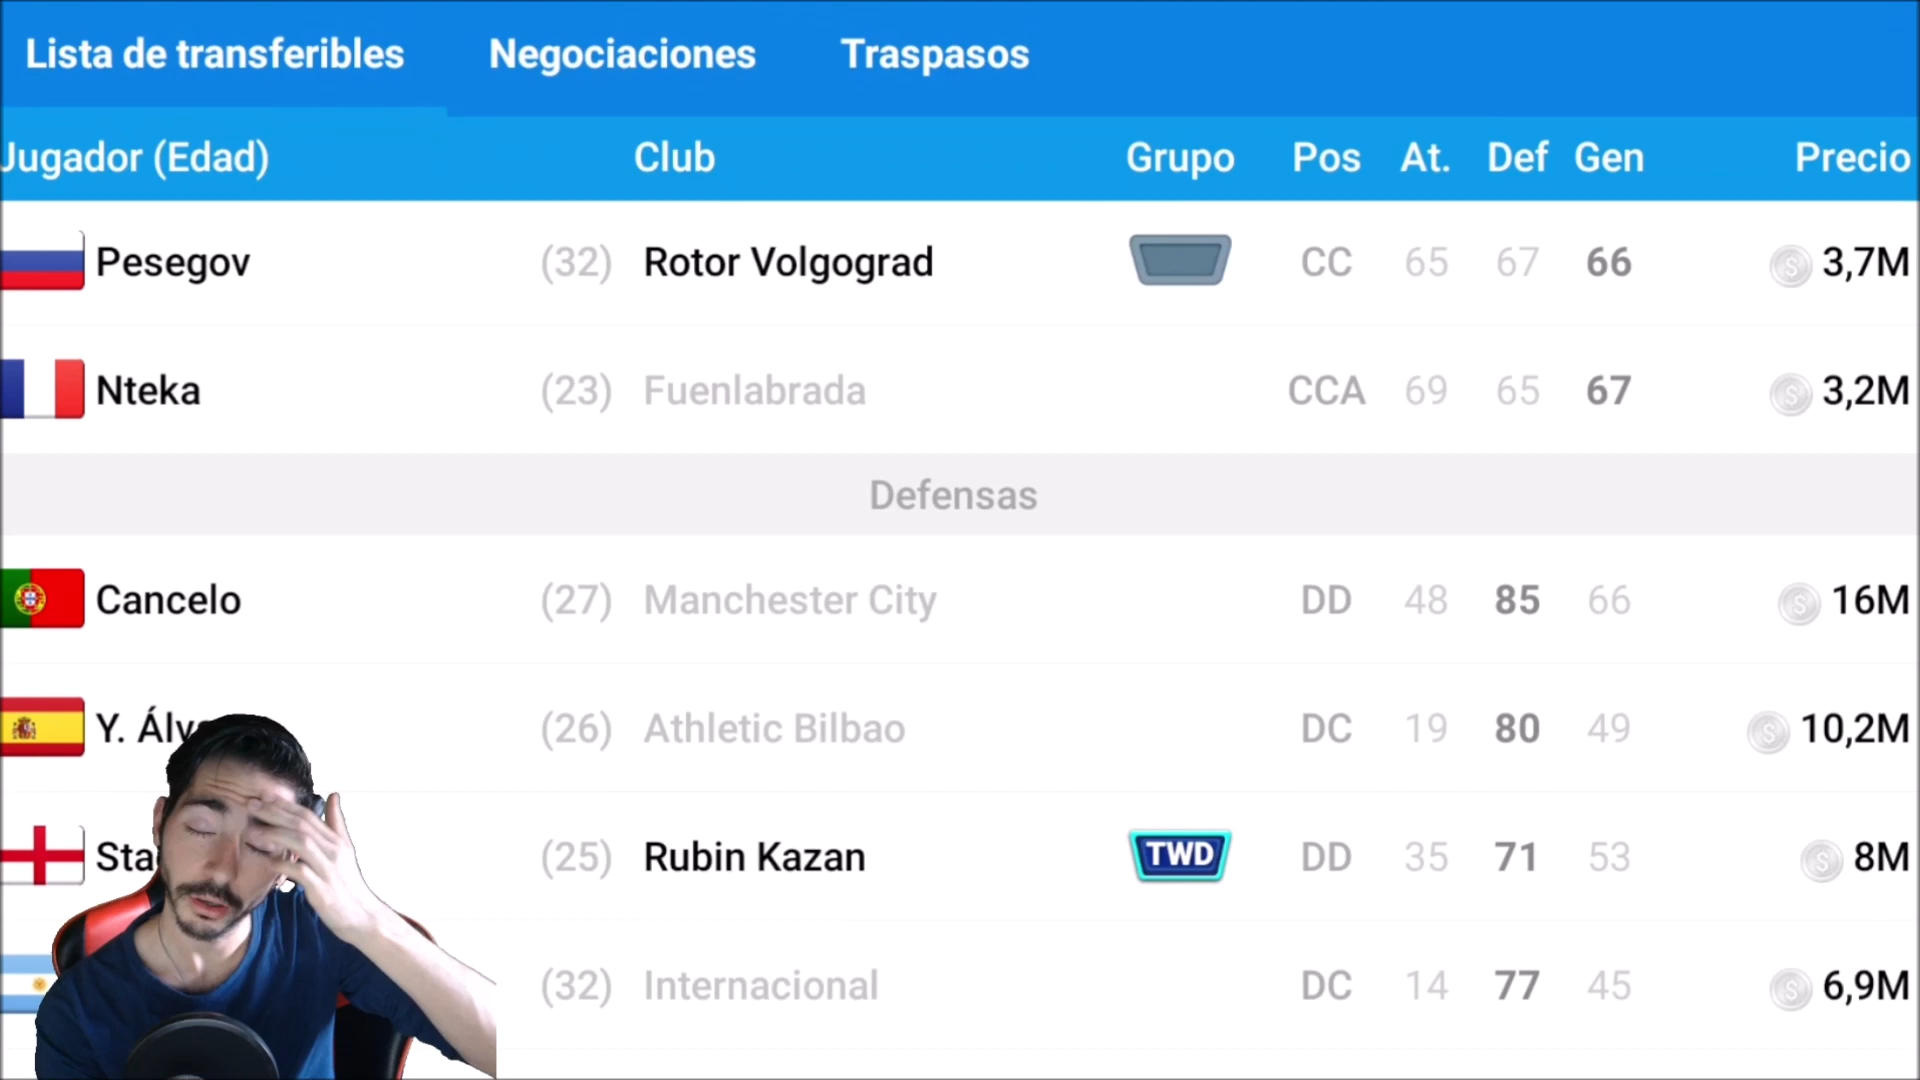 Lista de transferibles Negociaciones Traspasos
Jugador (Edad) Club Grupo Pos At. Def Gen Precio
Pesegov (32) Rotor Volgograd CC 65 67 66 3,7M
Nteka (23) Fuenlabrada CCA 69 65 67 3,2M
Defensas
Cancelo (27) Manchester City DD 48 85 66 16M
Y. (26) Athletic Bilbao DC 19 80 49 10,2M
(25) Rubin Kazan TWD DD 35 71 53 8M
(32) Internacional DC 14 77 45 6,9M